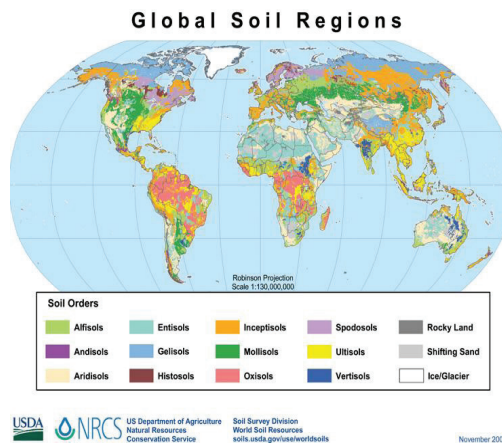 Global Soil Regions
Robinson Projection
Scale 1:130,000,000
Soil Orders
Alfisols
Entisols
Inceptisols
Spodosols
Rocky Land
Andisols
Gelisols
Mollisols
Ultisols
Shifting Sand
Aridisols
Histosols
Oxisols
Vertisols
Ice/Glacier
USDA
NRCS
US Department of Agriculture
Natural Resources
Conservation Service
Soil Survey Division
World Soil Resources
soils.usda.gov/use/worldsoils
November 200